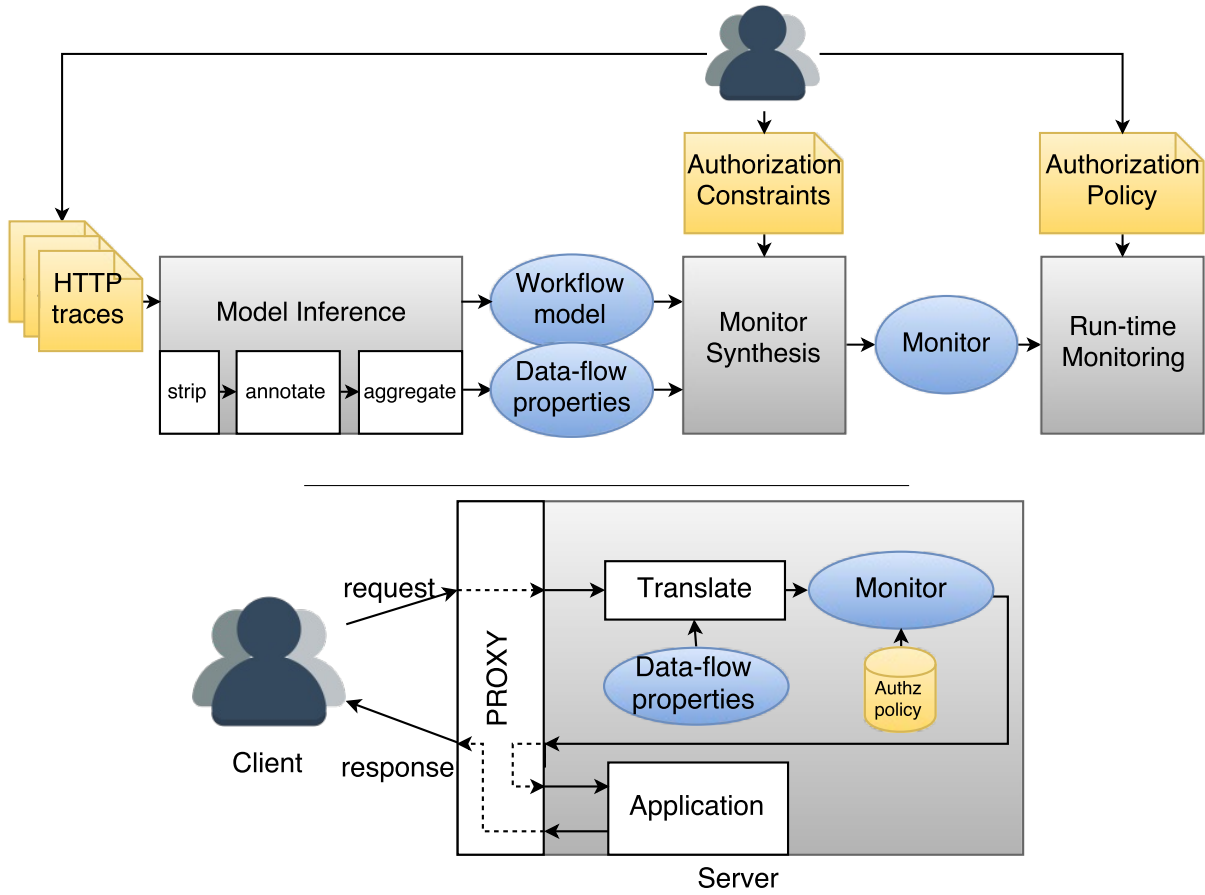 Authorization
Constraints
Authorization
Policy
HTTP
traces
Model Inference
strip
annotate
aggregate
Workflow
model
Data-flow
properties
Monitor
Synthesis
Monitor
Run-time
Monitoring
request
PROXY
Translate
Monitor
Data-flow
properties
Authz
policy
Client
response
Application
Server